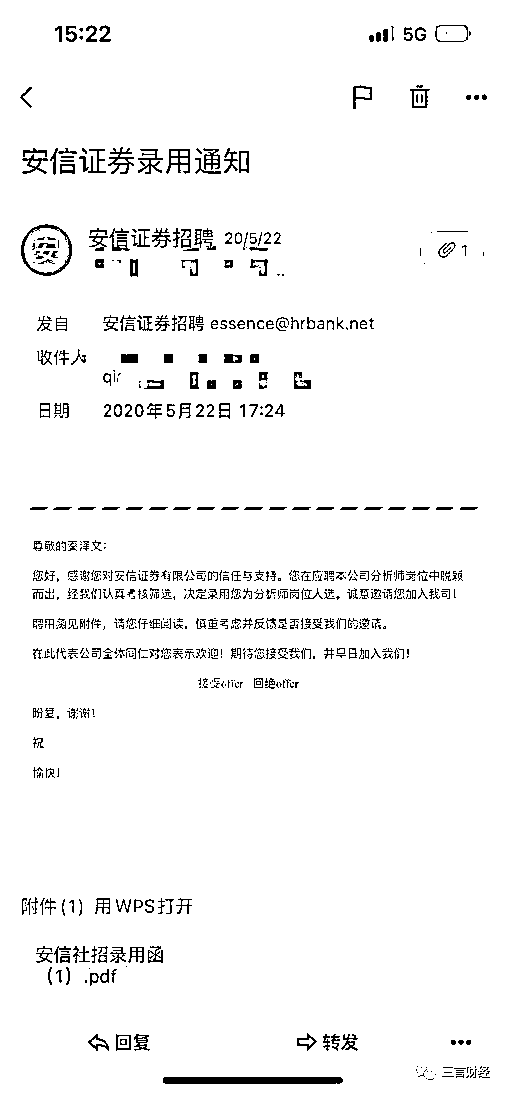 15:22
5G
安信证券录用通知
安
安信证券招聘 20/5/22
1
发自 安信证券招聘 essence@hrbank.net
收件人
日期 2020年5月22日 17:24
尊敬的秦泽文:
您好，感谢您对安信证券有限公司的信任与支持。您在应聘本公司分析师岗位中脱颖
而出，经我们认真考核筛选，决定录用您为分析师岗位人选。诚意邀请您加入我司!
聘用函见附件，请您仔细阅读，慎重考虑并反馈是否接受我们的邀请。
在此代表公司全体同仁对您表示欢迎! 期待您接受我们，并早日加入我们!
接受offer 回绝offer
盼复，谢谢!
祝
愉快!
附件(1) 用WPS打开
安信社招录用函
(1) .pdf
回复
转发
三言财经